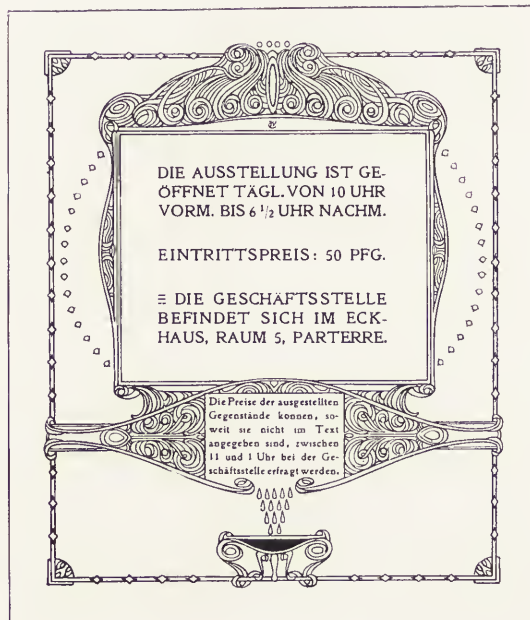 DIE AUSSTELLUNG IST GE-
ÖFFNET TÄGL. VON 10 UHR
VORM. BIS 6 1/2 UHR NACHM.
EINTRITTSPREIS: 50 PFG.
DIE GESCHÄFTSSTELLE
BEFINDET SICH IM ECK-
HAUS, RAUM 5, PARTERRE.
Die Preise der ausgestellten
Gegenstände konnen, so-
weit sie nicht im Text
angegeben sind, zwischen
11 und 1 Uhr bei der Ge-
schäftsstelle erfragt werden.